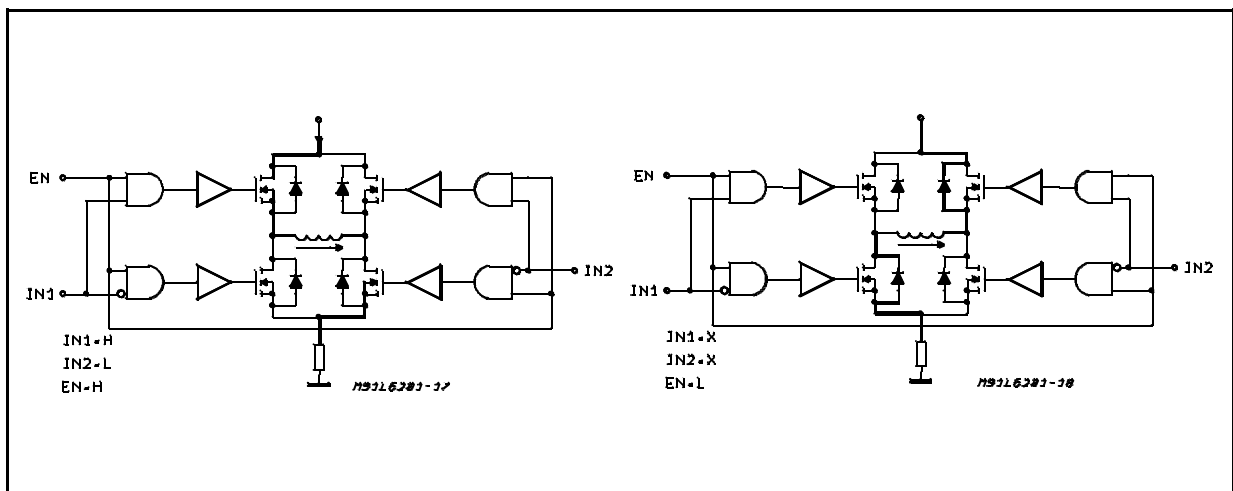 EN
IN1
IN2
IN1=H
IN2=L
EN=H
EN
IN1
IN2
IN1=X
IN2=X
EN=L